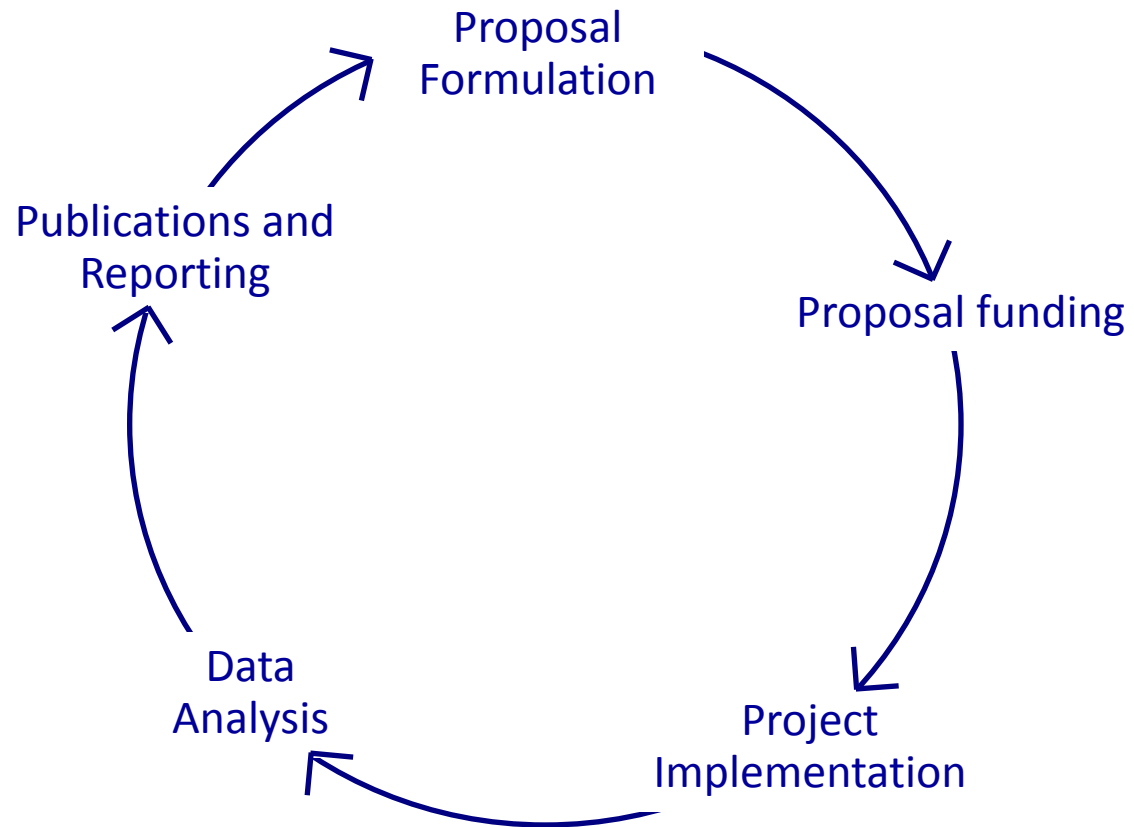 Proposal
Formulation
Proposal funding
Project
Implementation
Data
Analysis
Publications and
Reporting